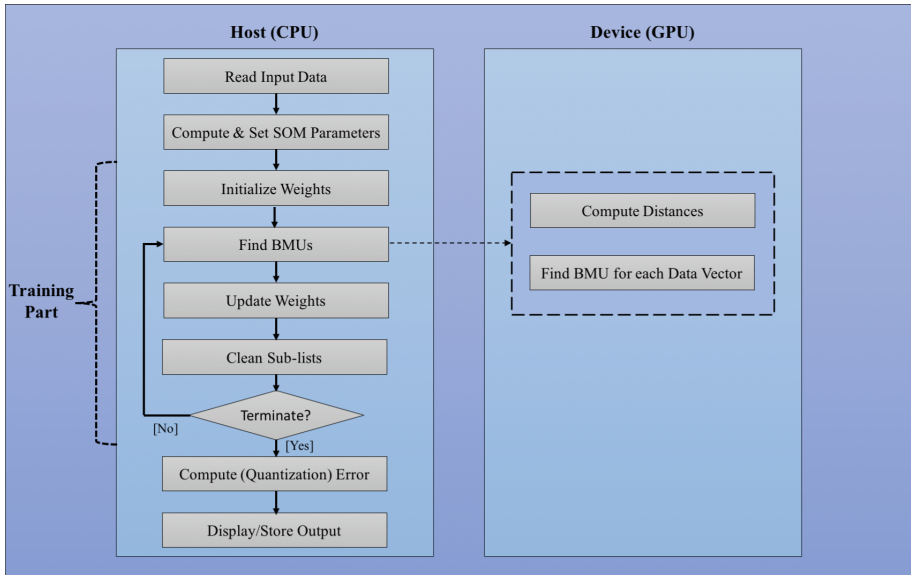 Host (CPU)
Device (GPU)
Read Input Data
Compute & Set SOM Parameters
Initialize Weights
Find BMUs
Update Weights
Clean Sub-lists
Terminate?
[No]
[Yes]
Compute (Quantization) Error
Display/Store Output
Training
Part
Compute Distances
Find BMU for each Data Vector